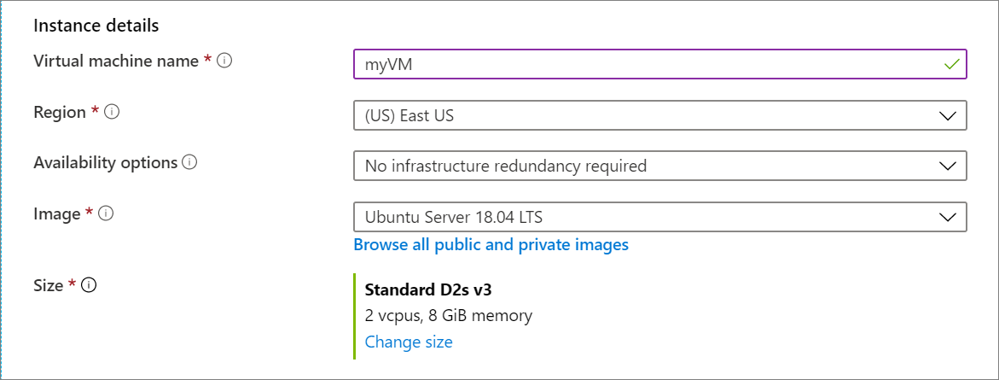 Instance details
Virtual machine name * myVM
Region * (US) East US
Availability options No infrastructure redundancy required
Image * Ubuntu Server 18.04 LTS
Browse all public and private images
Size * Standard D2s v3
2 vcpus, 8 GiB memory
Change size